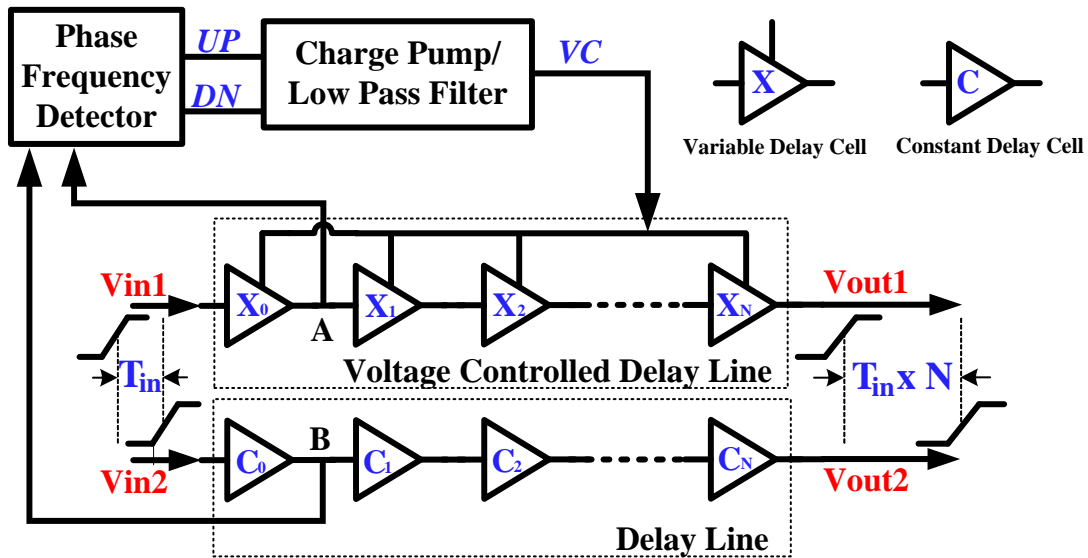 Phase
Frequency
Detector
UP
DN
Charge Pump/
Low Pass Filter
VC
X
C
Variable Delay Cell
Constant Delay Cell
Vin1
X0
X1
X2
XN
Vout1
A
Voltage Controlled Delay Line
Tin
Tin x N
B
Vin2
C0
C1
C2
CN
Vout2
Delay Line